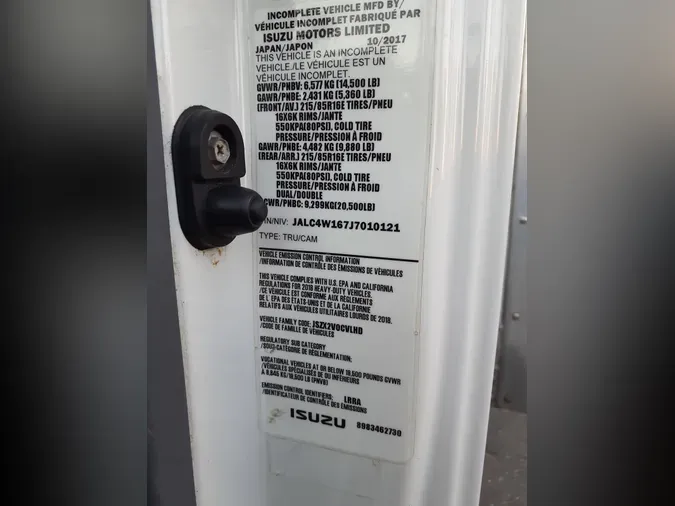 INCOMPLETE VEHICLE MFD BY/
VÉHICULE INCOMPLET FABRIQUÉ PAR
ISUZU MOTORS LIMITED
JAPAN/JAPON 10/2017
THIS VEHICLE IS AN INCOMPLETE
VEHICLE./LE VÉHICULE EST UN
VÉHICULE INCOMPLET.
GVWR/PNBV: 6,577 KG (14,500 LB)
GAWR/PNBE: 2,431 KG (5,360 LB)
(FRONT/AV.) 215/85R16E TIRES/PNEU
16X6K RIMS/JANTE
550KPA(80PSI), COLD TIRE
PRESSURE/PRESSION À FROID
GAWR/PNBE: 4,482 KG (9,880 LB)
(REAR/ARR.) 215/85R16E TIRES/PNEU
16X6K RIMS/JANTE
550KPA(80PSI), COLD TIRE
PRESSURE/PRESSION À FROID
DUAL/DOUBLE
CWR/PNBC: 9,299KG(20,500LB)
IN/NIV: JALC4W167J7010121
TYPE: TRU/CAM
VEHICLE EMISSION CONTROL INFORMATION
/INFORMATION DE CONTRÔLE DES ÉMISSIONS DE VÉHICULES
THIS VEHICLE COMPLIES WITH U.S. EPA AND CALIFORNIA
REGULATIONS FOR 2018 HEAVY-DUTY VEHICLES.
/CE VÉHICULE EST CONFORME AUX RÈGLEMENTS
DE L' EPA DES ÉTATS-UNIS ET DE LA CALIFORNIE
RELATIFS AUX VÉHICULES UTILITAIRES LOURDS DE 2018.
VEHICLE FAMILY CODE: JSZX2VOCVLHD
/CODE DE FAMILLE DE VÉHICULES
REGULATORY SUB CATEGORY
/SOUS-CATÉGORIE DE RÉGLEMENTATION:
VOCATIONAL VEHICLES AT OR BELOW 19,500 POUNDS GVWR
/VÉHICULES SPÉCIALISÉS DE OU INFÉRIEURS
À 8,845 KG/19,500 LB (PNBV)
EMISSION CONTROL IDENTIFIERS: LRRA
/IDENTIFICATEUR DE CONTRÔLE DES ÉMISSIONS
ISUZU 8983462730